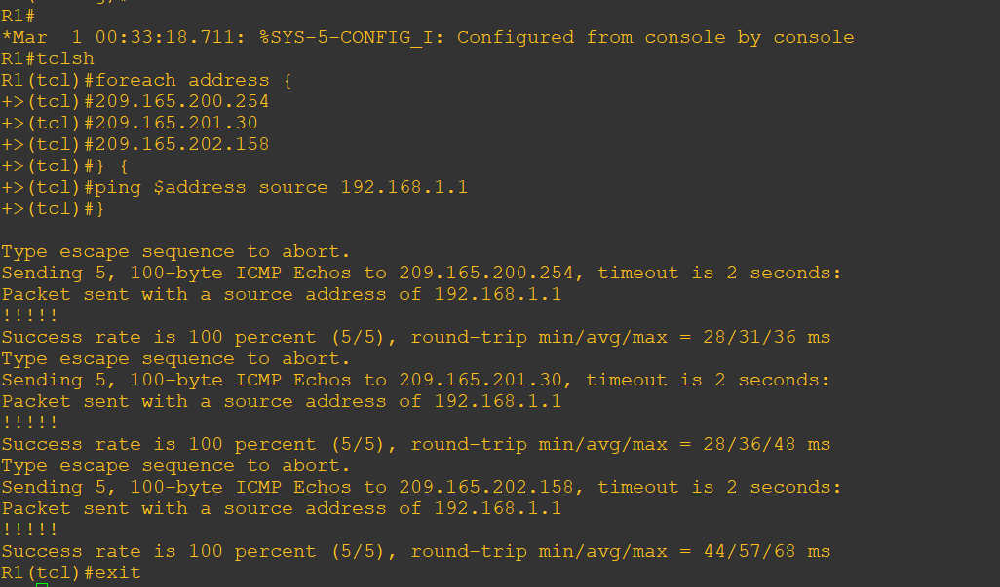 R1#
*Mar  1 00:33:18.711: %SYS-5-CONFIG_I: Configured from console by console
R1#tclsh
R1(tcl)#foreach address {
+>(tcl)#209.165.200.254
+>(tcl)#209.165.201.30
+>(tcl)#209.165.202.158
+>(tcl)#} {
+>(tcl)#ping $address source 192.168.1.1
+>(tcl)#}

Type escape sequence to abort.
Sending 5, 100-byte ICMP Echos to 209.165.200.254, timeout is 2 seconds:
Packet sent with a source address of 192.168.1.1
!!!!!
Success rate is 100 percent (5/5), round-trip min/avg/max = 28/31/36 ms
Type escape sequence to abort.
Sending 5, 100-byte ICMP Echos to 209.165.201.30, timeout is 2 seconds:
Packet sent with a source address of 192.168.1.1
!!!!!
Success rate is 100 percent (5/5), round-trip min/avg/max = 28/36/48 ms
Type escape sequence to abort.
Sending 5, 100-byte ICMP Echos to 209.165.202.158, timeout is 2 seconds:
Packet sent with a source address of 192.168.1.1
!!!!!
Success rate is 100 percent (5/5), round-trip min/avg/max = 44/57/68 ms
R1(tcl)#exit